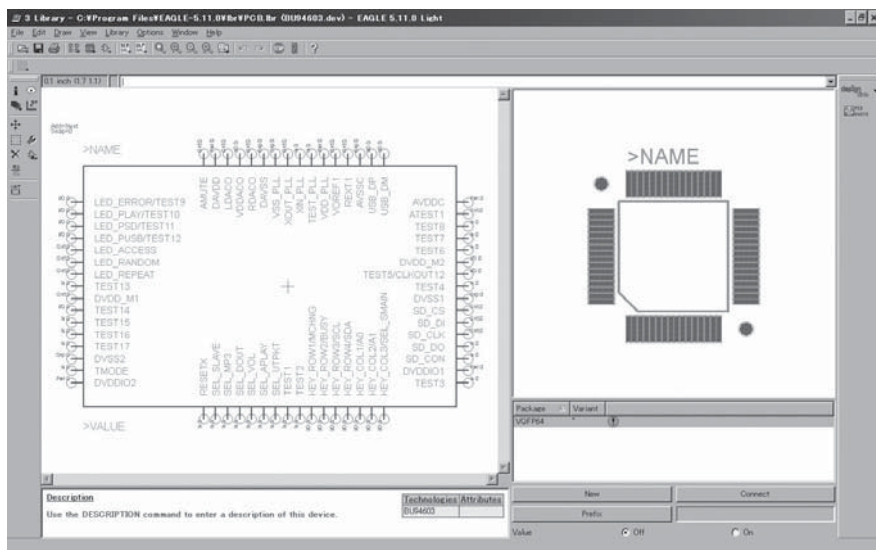 3 Library - C:¥Program Files¥EAGLE-5.11.0¥lbr¥PCB.lbr (BU94603.dev) - EAGLE 5.11.0 Light
File Edit Draw View Library Options Window Help
0.1 inch (1.7 1.1)
>NAME
AMUTE
DAVDD
LDACO
VDDACO
RDACO
DAVSS
VSS_PLL
XOUT_PLL
XIN_PLL
TEST_PLL
VDD_PLL
REXT1
AVSSC
USB_DP
USB_DM
LED_ERROR/TEST9
LED_PLAY/TEST10
LED_PSD/TEST11
LED_ACCESS
LED_RANDOM
LED_REPEAT
TEST13
DVDD_M1
TEST14
TEST15
TEST16
TEST17
DVSS2
TMODE
DVDDIO2
AVDDC
ATEST1
TEST8
TEST7
TEST6
DVDD_M2
TEST5/CLKOUT12
TEST4
DVSS1
SD_CS
SD_DI
SD_CLK
SD_DO
SD_CON
DVDDIO1
TEST3
RESETX
SEL_SLAVE
SEL_MP3
SEL_DOUT
SEL_VOL
SEL_APLAY
TEST1
TEST2
KEY_ROW1/MCHNG
KEY_ROW2/BUSY
KEY_ROW3/SCL
KEY_ROW4/SDA
KEY_COL1/A0
KEY_COL2/A1
KEY_COL3/SEL_SMAIN
>VALUE
>NAME
Package Variant
VQFP64
Description
Use the DESCRIPTION command to enter a description of this device.
Technologies Attributes
BU94603
New Connect
Prefix
Value Off On